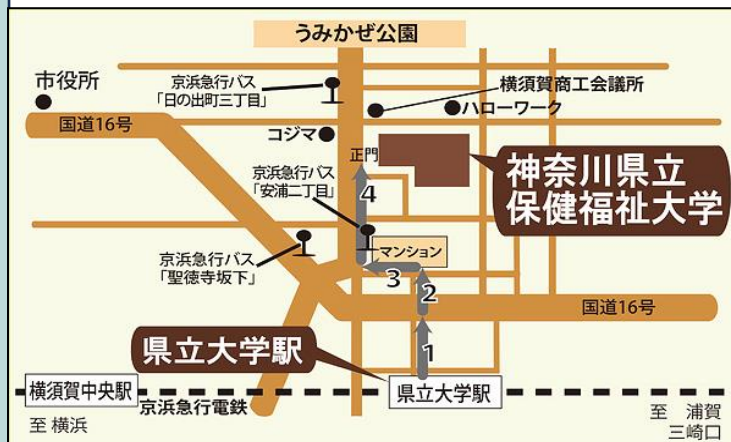 うみかぜ公園
市役所
京浜急行バス
「日の出町三丁目」
横須賀商工会議所
ハローワーク
国道16号
コジマ
正門
京浜急行バス
「安浦二丁目」
4
神奈川県立
保健福祉大学
マンション
京浜急行バス
「聖徳寺坂下」
3
2
国道16号
県立大学駅
1
横須賀中央駅
京浜急行電鉄
県立大学駅
至 横浜
至 浦賀
三崎口